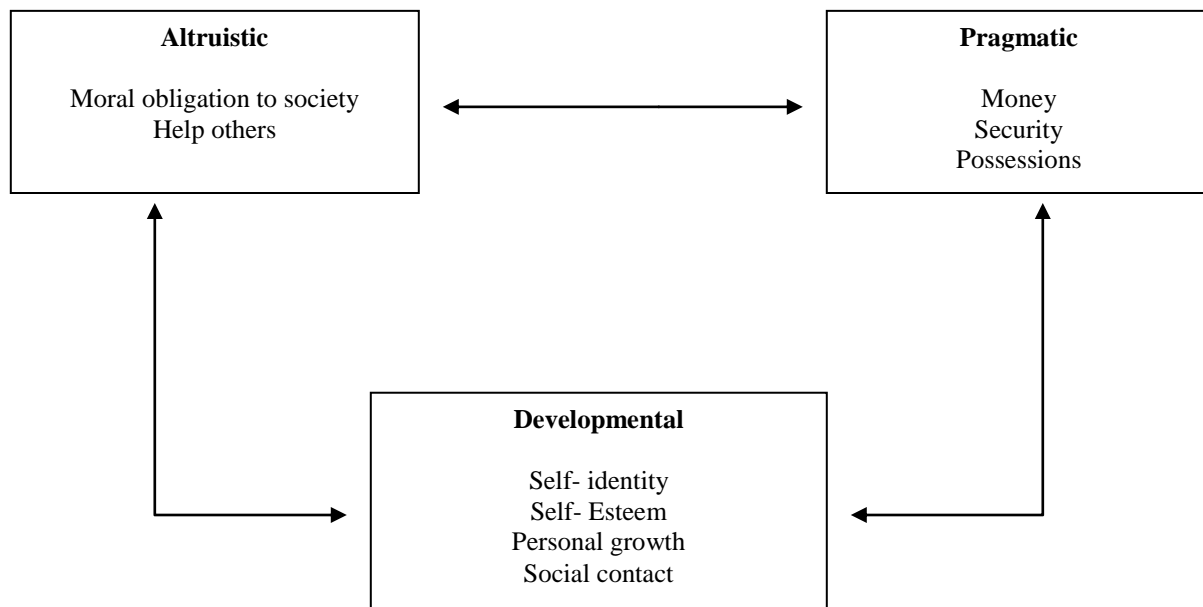 Altruistic
Moral obligation to society
Help others
Pragmatic
Money
Security
Possessions
Developmental
Self- identity
Self- Esteem
Personal growth
Social contact